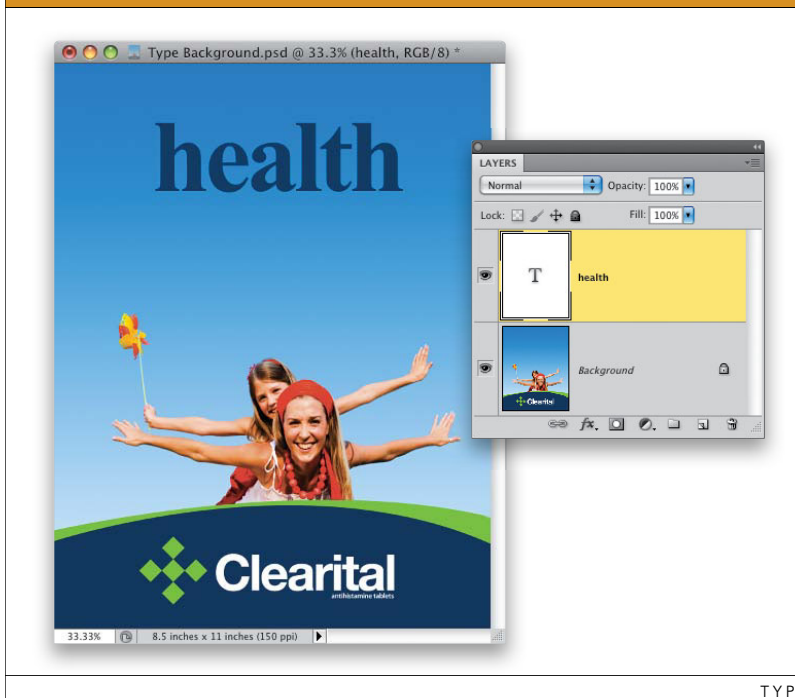 Type Background.psd @ 33.3% (health, RGB/8) *
health
LAYERS
Normal
Opacity: 100%
Lock:
Fill: 100%
T
health
Background
Clearital
Clearital
antihistamine tablets
33.33%
8.5 inches x 11 inches (150 ppi)
TYP